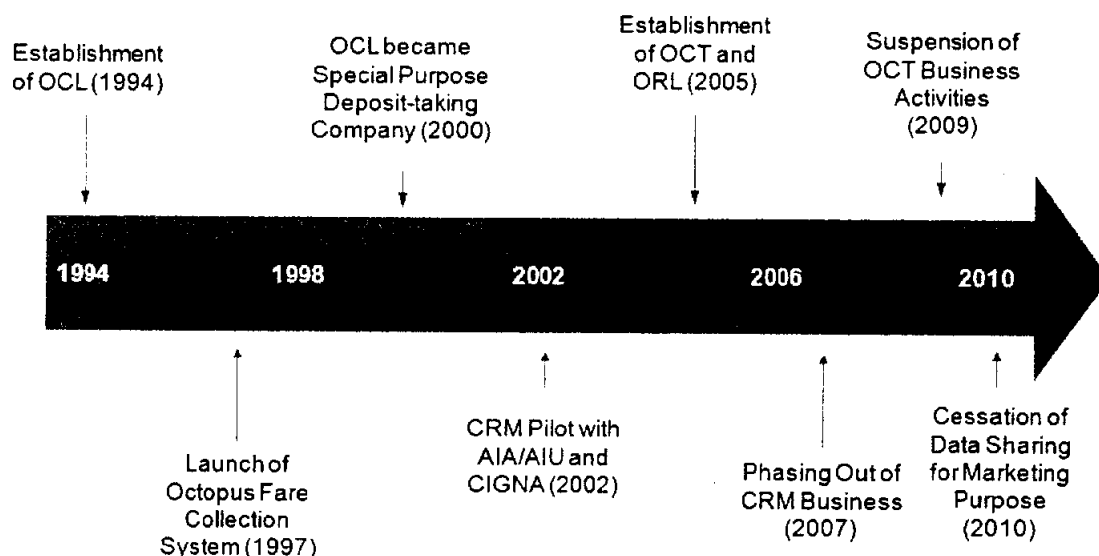 Establishment
of OCL (1994)
OCL became
Special Purpose
Deposit-taking
Company (2000)
Establishment
of OCT and
ORL (2005)
Suspension of
OCT Business
Activities
(2009)
1994
1998
2002
2006
2010
Launch of
Octopus Fare
Collection
System (1997)
CRM Pilot with
AIA/AIU and
CIGNA (2002)
Phasing Out of
CRM Business
(2007)
Cessation of
Data Sharing
for Marketing
Purpose
(2010)